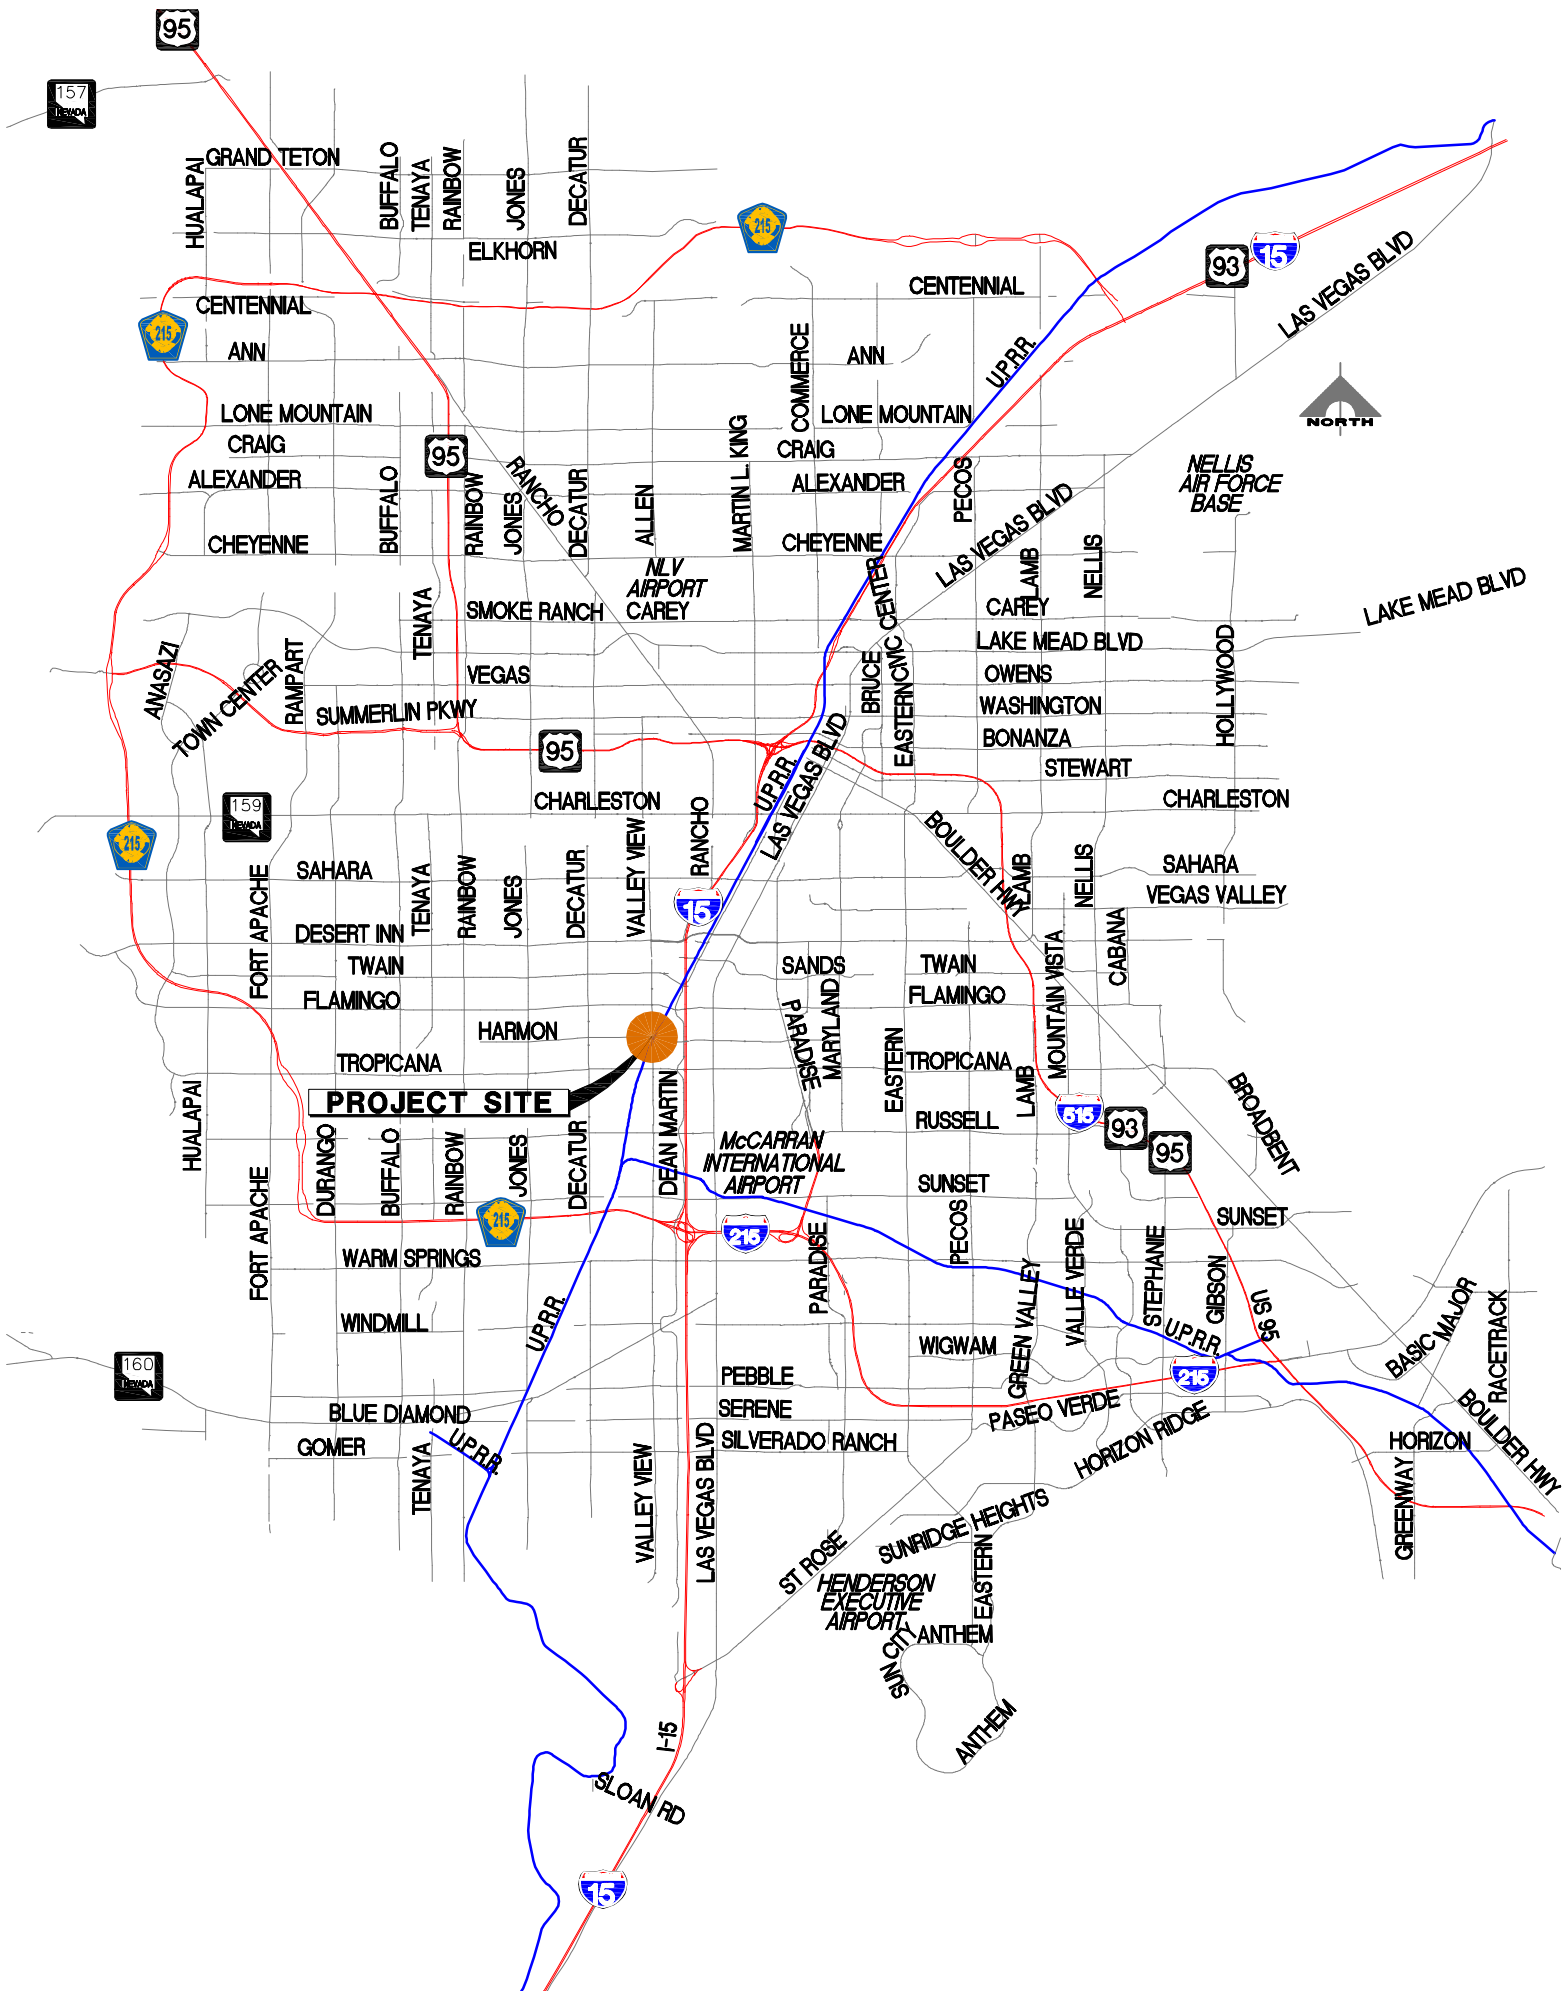 95
157
NEVADA
GRAND TETON
HUALAPAI
BUFFALO
TENAYA
RAINBOW
JONES
DECATUR
ELKHORN
215
93
15
LAS VEGAS BLVD
CENTENNIAL
CENTENNIAL
215
ANN
COMMERCE
ANN
U.P.R.R.
LONE MOUNTAIN
LONE MOUNTAIN
NORTH
CRAIG
95
RANCHO
MARTIN L. KING
CRAIG
ALEXANDER
BUFFALO
RAINBOW
JONES
DECATUR
ALLEN
ALEXANDER
PECOS
LAS VEGAS BLVD
NELLIS
AIR FORCE
BASE
CHEYENNE
CHEYENNE
LAMB
NELLIS
NLV
AIRPORT
TENAYA
SMOKE RANCH
CAREY
CIVIC CENTER
CAREY
LAKE MEAD BLVD
LAKE MEAD BLVD
ANASAZI
TOWN CENTER
RAMPART
VEGAS
BRUCE
EASTERN
OWENS
HOLLYWOOD
SUMMERLIN PKWY
WASHINGTON
95
BONANZA
STEWART
U.P.R.R.
LAS VEGAS BLVD
159
NEVADA
CHARLESTON
CHARLESTON
215
RANCHO
VALLEY VIEW
BOULDER HWY
SAHARA
SAHARA
FORT APACHE
TENAYA
RAINBOW
JONES
DECATUR
15
LAMB
NELLIS
VEGAS VALLEY
DESERT INN
CABANA
TWAIN
SANDS
TWAIN
MOUNTAIN VISTA
FLAMINGO
FLAMINGO
HARMON
PARADISE
MARYLAND
EASTERN
TROPICANA
TROPICANA
LAMB
PROJECT SITE
DEAN MARTIN
BROADBENT
HUALAPAI
RUSSELL
515
93
95
DURANGO
BUFFALO
RAINBOW
JONES
DECATUR
McCARRAN
INTERNATIONAL
AIRPORT
SUNSET
FORT APACHE
215
215
SUNSET
PARADISE
PECOS
WARM SPRINGS
GREEN VALLEY
VALLE VERDE
STEPHANIE
GIBSON
US 95
WINDMILL
U.P.R.R.
WIGWAM
U.P.R.R.
BASIC
MAJOR
RACETRACK
160
NEVADA
PEBBLE
215
BLUE DIAMOND
SERENE
PASEO VERDE
BOULDER HWY
GOMER
U.P.R.R.
SILVERADO RANCH
HORIZON RIDGE
HORIZON
TENAYA
VALLEY VIEW
LAS VEGAS BLVD
GREENWAY
SUNRIDGE HEIGHTS
ST ROSE
EASTERN
HENDERSON
EXECUTIVE
AIRPORT
SUN CITY
ANTHEM
ANTHEM
I-15
SLOAN RD
15